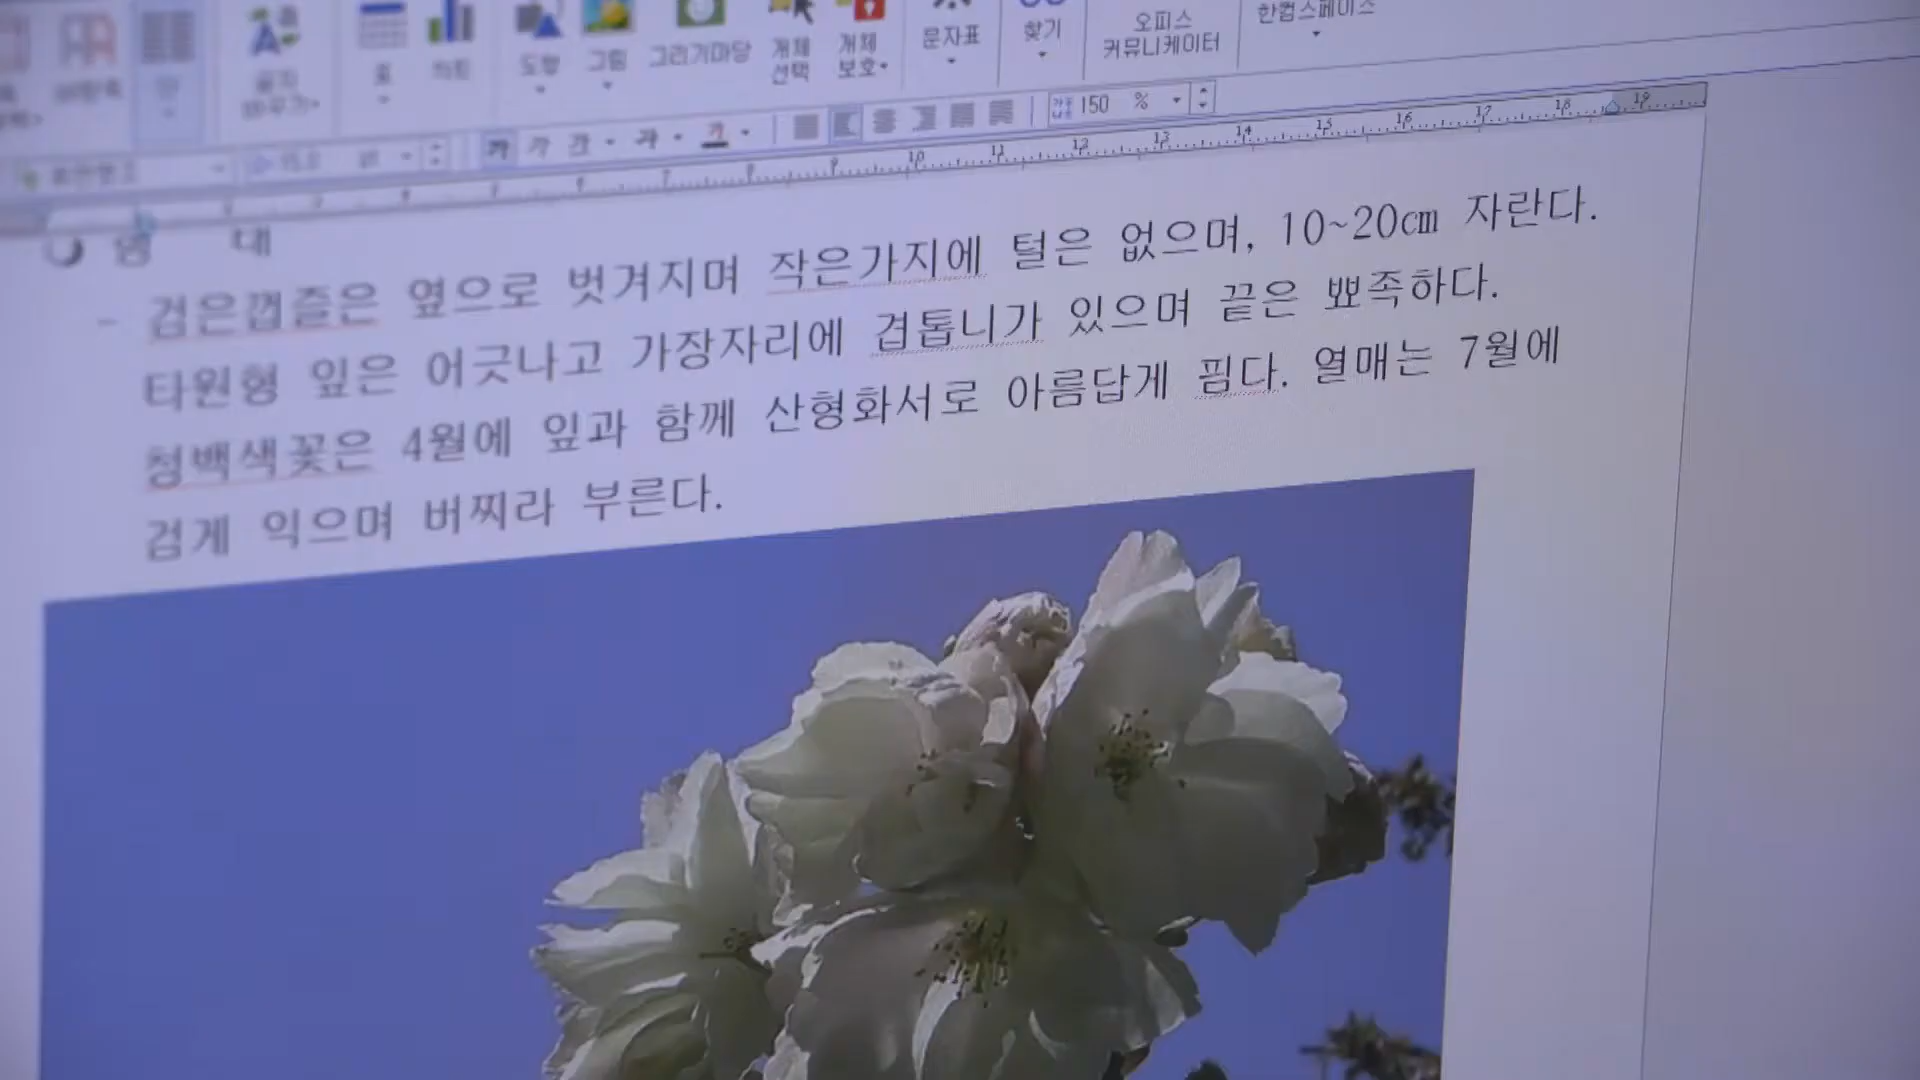 도형 그림 그리기마당 개체 선택 개체 보호 문자표 찾기 오피스 커뮤니케이터 한컴스페이스
150 %
10 11 12 13 14 15 16 17 18 19
검은껍즐은 옆으로 벗겨지며 작은가지에 털은 없으며, 10~20㎝ 자란다.
타원형 잎은 어긋나고 가장자리에 겹톱니가 있으며 끝은 뾰족하다.
청백색꽃은 4월에 잎과 함께 산형화서로 아름답게 핌다. 열매는 7월에
검게 익으며 버찌라 부른다.